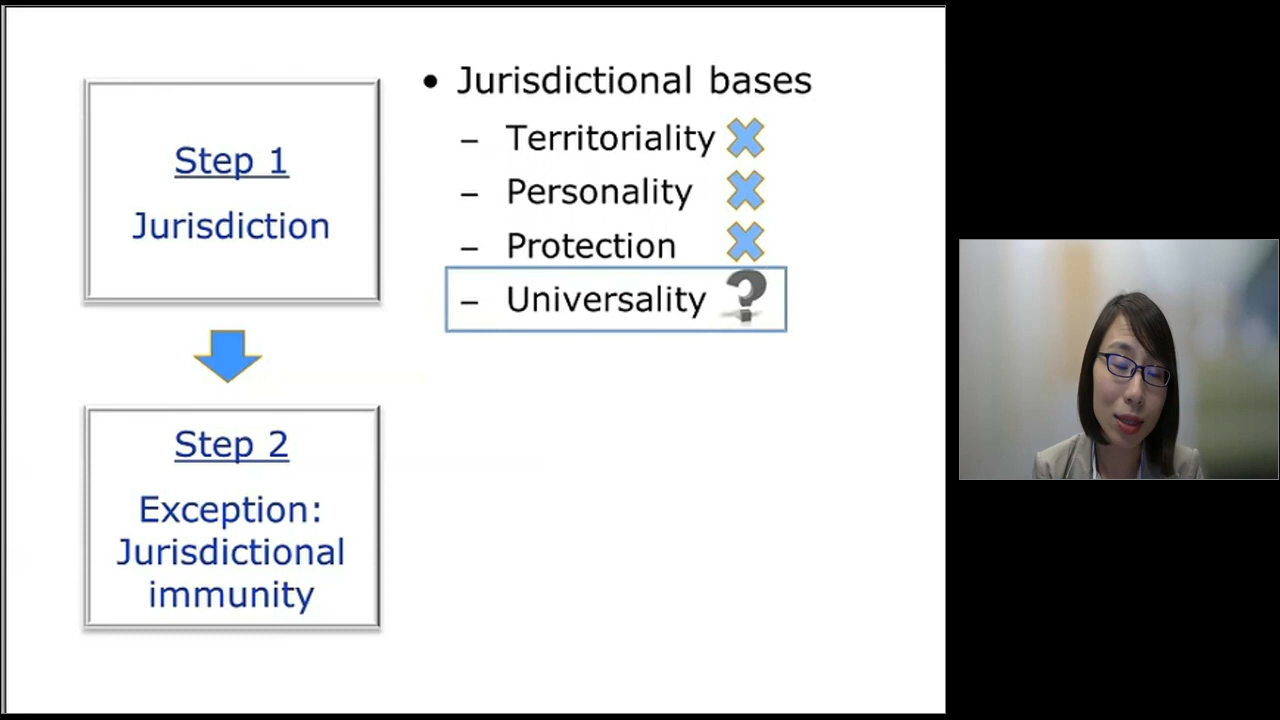 Step 1
Jurisdiction
Step 2
Exception:
Jurisdictional
immunity
• Jurisdictional bases
– Territoriality
– Personality
– Protection
– Universality ?